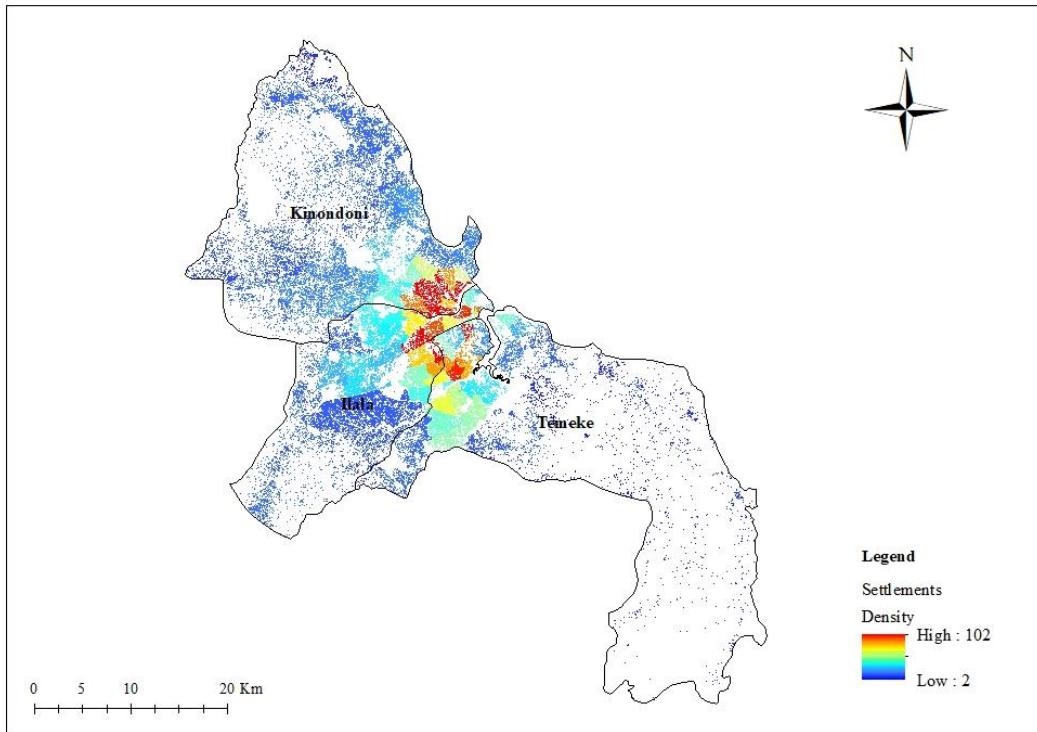 N
Kinondoni
Ilala
Temeke
Legend
Settlements
Density
High : 102
Low : 2
0 5 10 20 Km